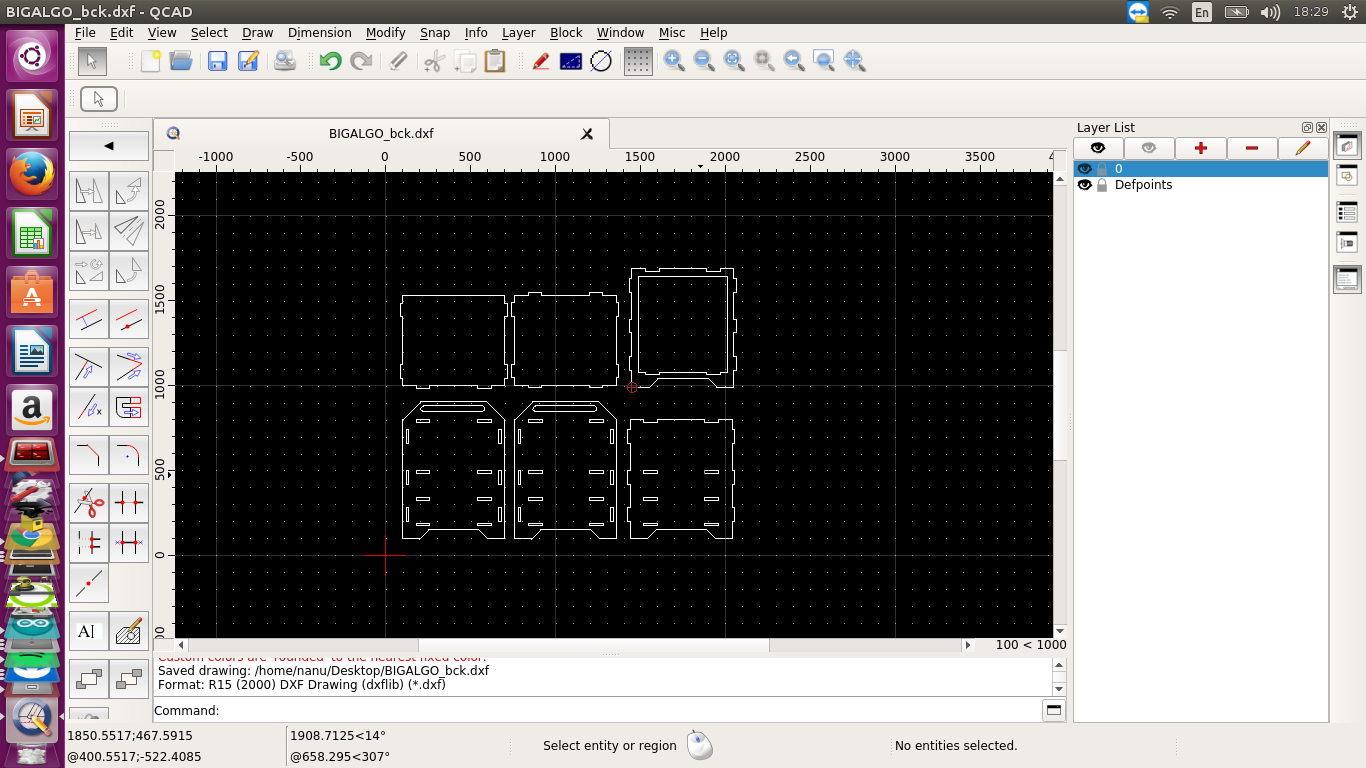 BIGALGO_bck.dxf - QCAD
En
18:29
File Edit View Select Draw Dimension Modify Snap Info Layer Block Window Misc Help
BIGALGO_bck.dxf
-1000 -500 0 500 1000 1500 2000 2500 3000 3500 4
2000
1500
1000
500
0
00
100 < 1000
Layer List
0
Defpoints
Custom colors are 'rounded' to the nearest fixed color.
Saved drawing: /home/nanu/Desktop/BIGALGO_bck.dxf
Format: R15 (2000) DXF Drawing (dxflib) (*.dxf)
Command:
1850.5517;467.5915
@400.5517;-522.4085
1908.7125<14°
@658.295<307°
Select entity or region
No entities selected.
A
a
x
A